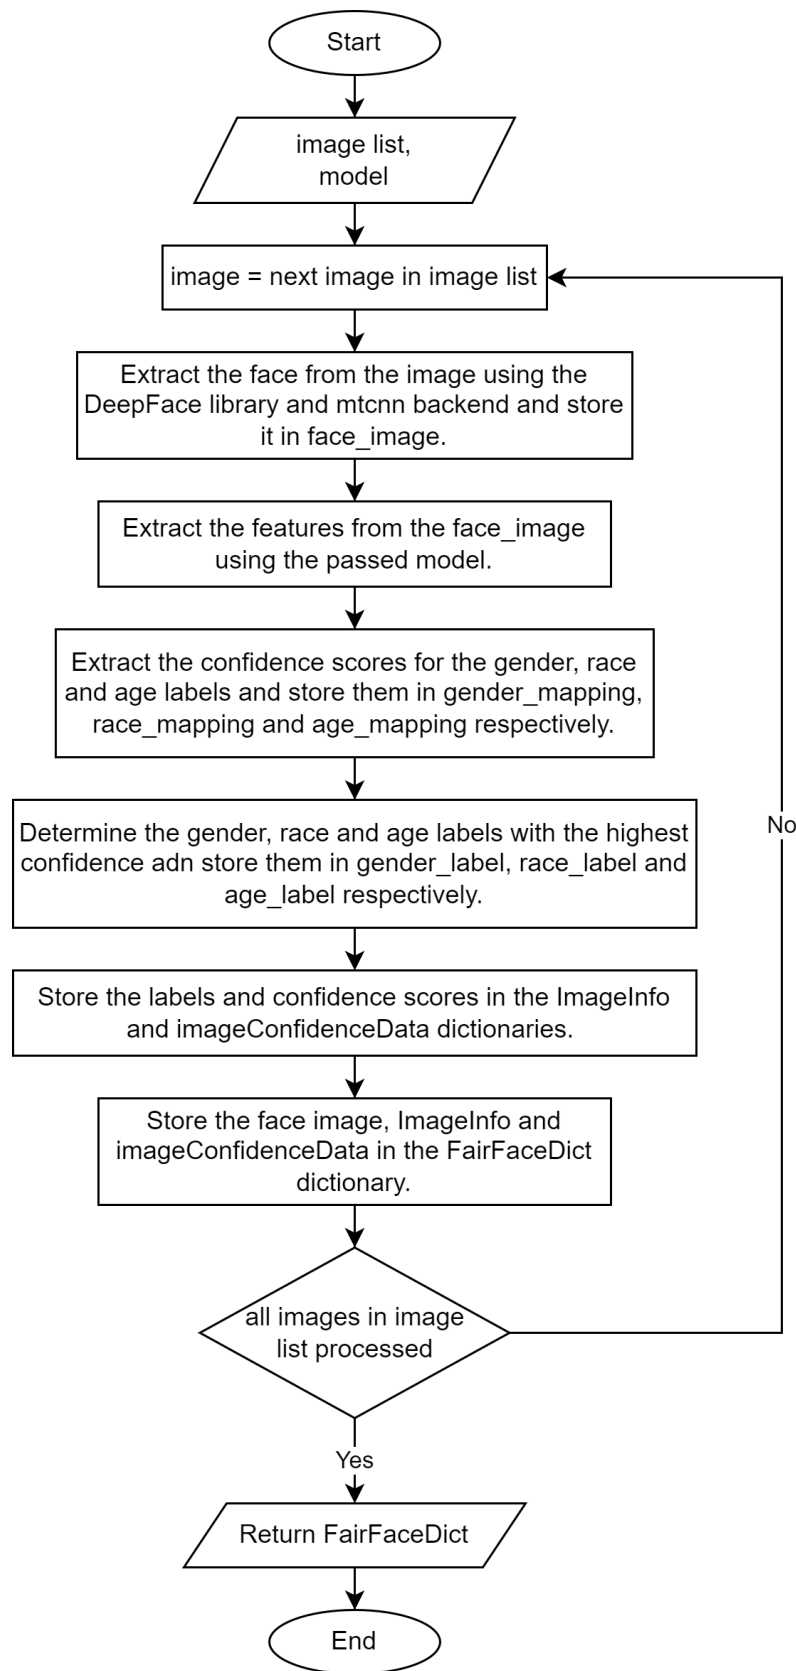 Start
image list,
model
image = next image in image list
Extract the face from the image using the
DeepFace library and mtcnn backend and store
it in face_image.
Extract the features from the face_image
using the passed model.
Extract the confidence scores for the gender, race
and age labels and store them in gender_mapping,
race_mapping and age_mapping respectively.
Determine the gender, race and age labels with the highest
confidence adn store them in gender_label, race_label and
age_label respectively.
Store the labels and confidence scores in the ImageInfo
and imageConfidenceData dictionaries.
Store the face image, ImageInfo and
imageConfidenceData in the FairFaceDict
dictionary.
all images in image
list processed
No
Yes
Return FairFaceDict
End